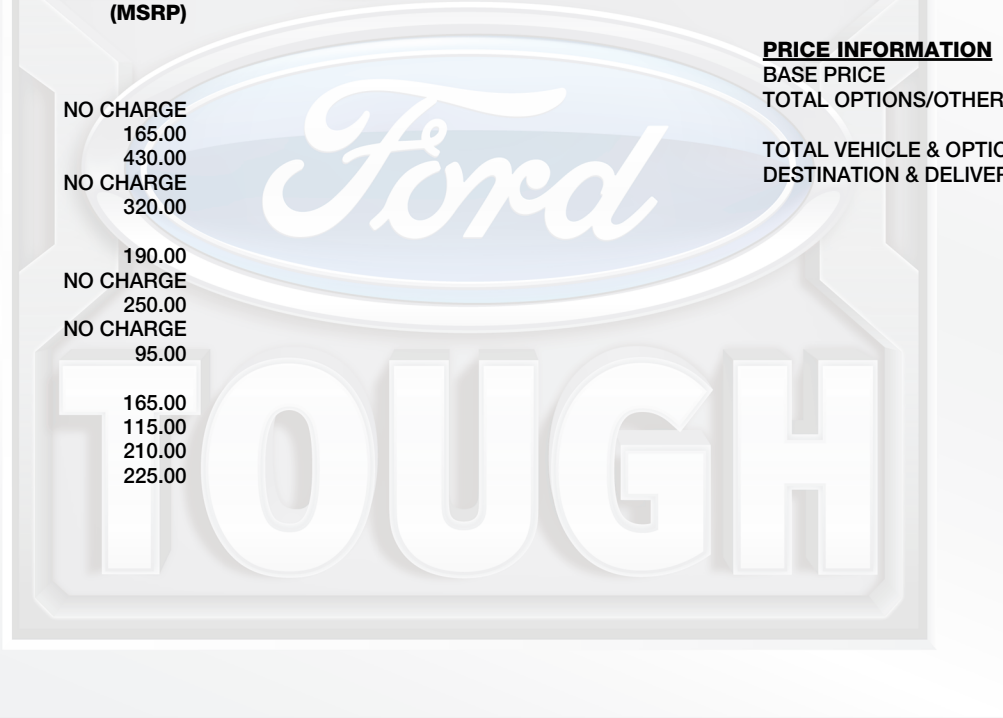 (MSRP)
NO CHARGE
165.00
430.00
NO CHARGE
320.00
190.00
NO CHARGE
250.00
NO CHARGE
95.00
165.00
115.00
210.00
225.00
PRICE INFORMATION
BASE PRICE
TOTAL OPTIONS/OTHER
TOTAL VEHICLE & OPTIO
DESTINATION & DELIVER
Ford
TOUGH